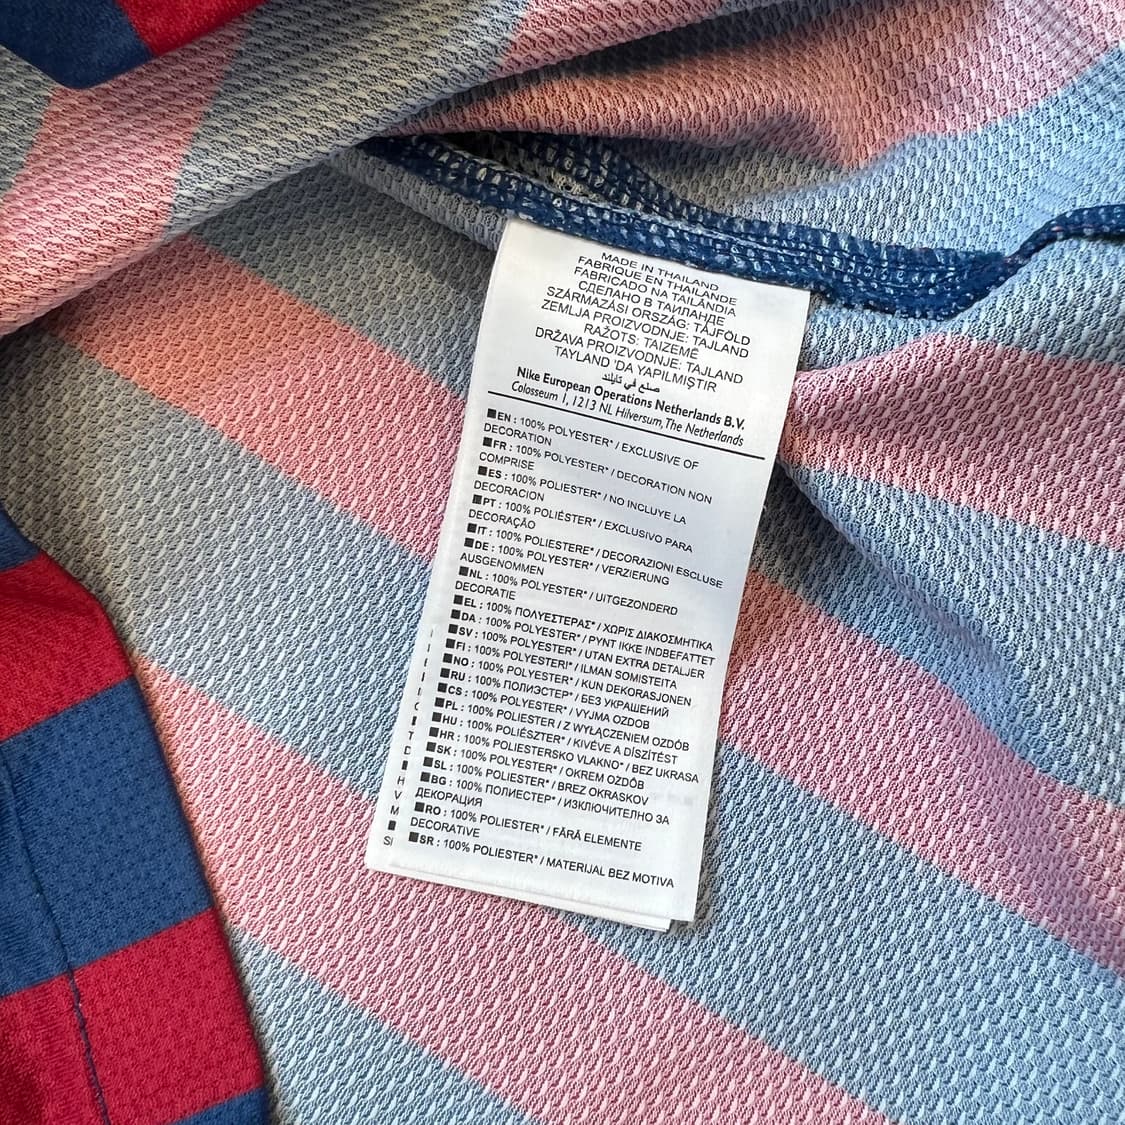 MADE IN THAILAND
FABRIQUE EN THAILANDE
FABRICADO NA TAILÂNDIA
СДЕЛАНО В ТАИЛАНДЕ
SZÁRMAZÁSI ORSZÁG: TÁJFÖLD
ZEMLJA PROIZVODNJE: TAJLAND
RAŽOTS: TAIZEMĒ
DRŽAVA PROIZVODNJE: TAJLAND
TAYLAND 'DA YAPILMIŞTIR
صنع في تايلند
Nike European Operations Netherlands B.V.
Colosseum 1, 1213 NL Hilversum, The Netherlands
■EN : 100% POLYESTER* / EXCLUSIVE OF
DECORATION
■FR : 100% POLYESTER* / DECORATION NON
COMPRISE
■ES : 100% POLIESTER* / NO INCLUYE LA
DECORACION
■PT : 100% POLIÉSTER* / EXCLUSIVO PARA
DECORAÇÃO
■IT : 100% POLIESTERE* / DECORAZIONI ESCLUSE
■DE : 100% POLYESTER* / VERZIERUNG
AUSGENOMMEN
■NL : 100% POLYESTER* / UITGEZONDERD
DECORATIE
■EL : 100% ΠΟΛΥΕΣΤΕΡΑΣ* / ΧΩΡΙΣ ΔΙΑΚΟΣΜΗΤΙΚΑ
■DA : 100% POLYESTER* / PYNT IKKE INDBEFATTET
■SV : 100% POLYESTER* / UTAN EXTRA DETALJER
■FI : 100% POLYESTERI* / ILMAN SOMISTEITA
■NO : 100% POLYESTER* / KUN DEKORASJONEN
■RU : 100% ПОЛИЭСТЕР* / БЕЗ УКРАШЕНИЙ
■CS : 100% POLYESTER* / VYJMA OZDOB
■PL : 100% POLIESTER / Z WYŁĄCZENIEM OZDÓB
■HU : 100% POLIÉSZTER* / KIVÉVE A DÍSZÍTÉST
■HR : 100% POLIESTERSKO VLAKNO* / BEZ UKRASA
■SK : 100% POLYESTER* / OKREM OZDÔB
■SL : 100% POLIESTER* / BREZ OKRASKOV
■BG : 100% ПОЛИЕСТЕР* / ИЗКЛЮЧИТЕЛНО ЗА
ДЕКОРАЦИЯ
■RO : 100% POLIESTER* / FĂRĂ ELEMENTE
DECORATIVE
■SR : 100% POLIESTER* / MATERIJAL BEZ MOTIVA